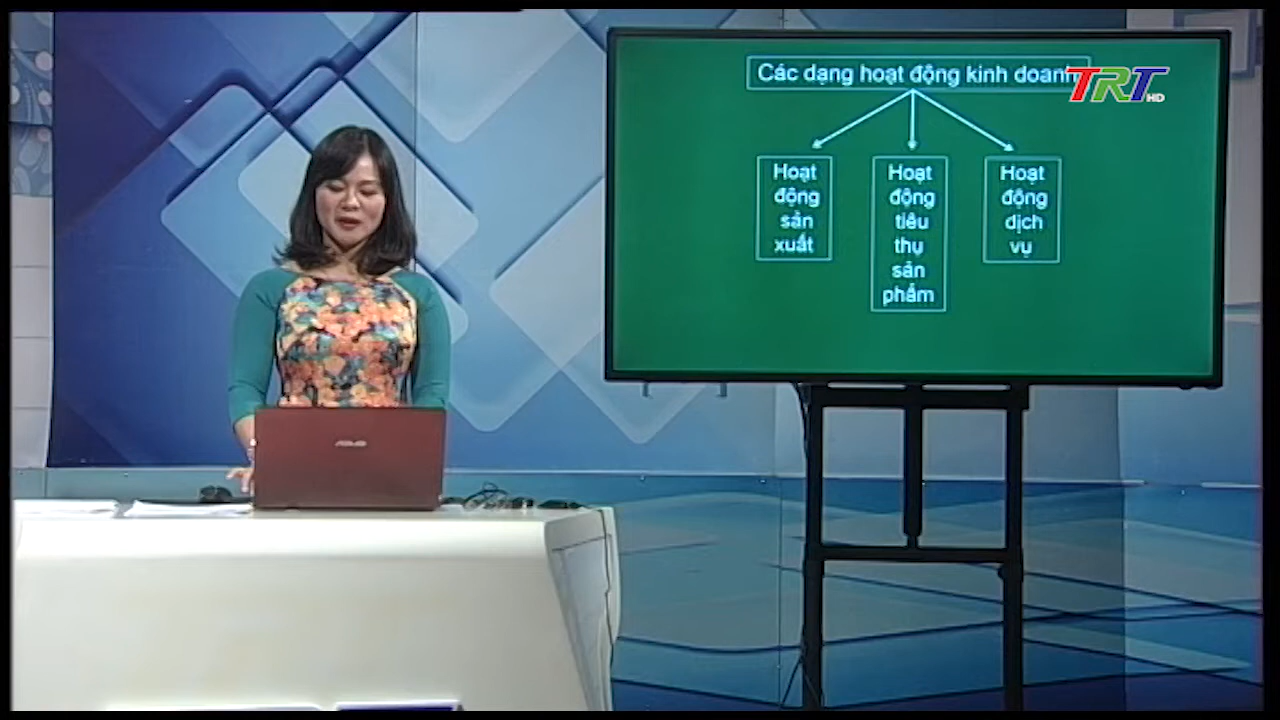 Các dạng hoạt động kinh doanh
TRT HD
Hoạt
động
sản
xuất
Hoạt
động
tiêu
thụ
sản
phẩm
Hoạt
động
dịch
vụ
ASUS